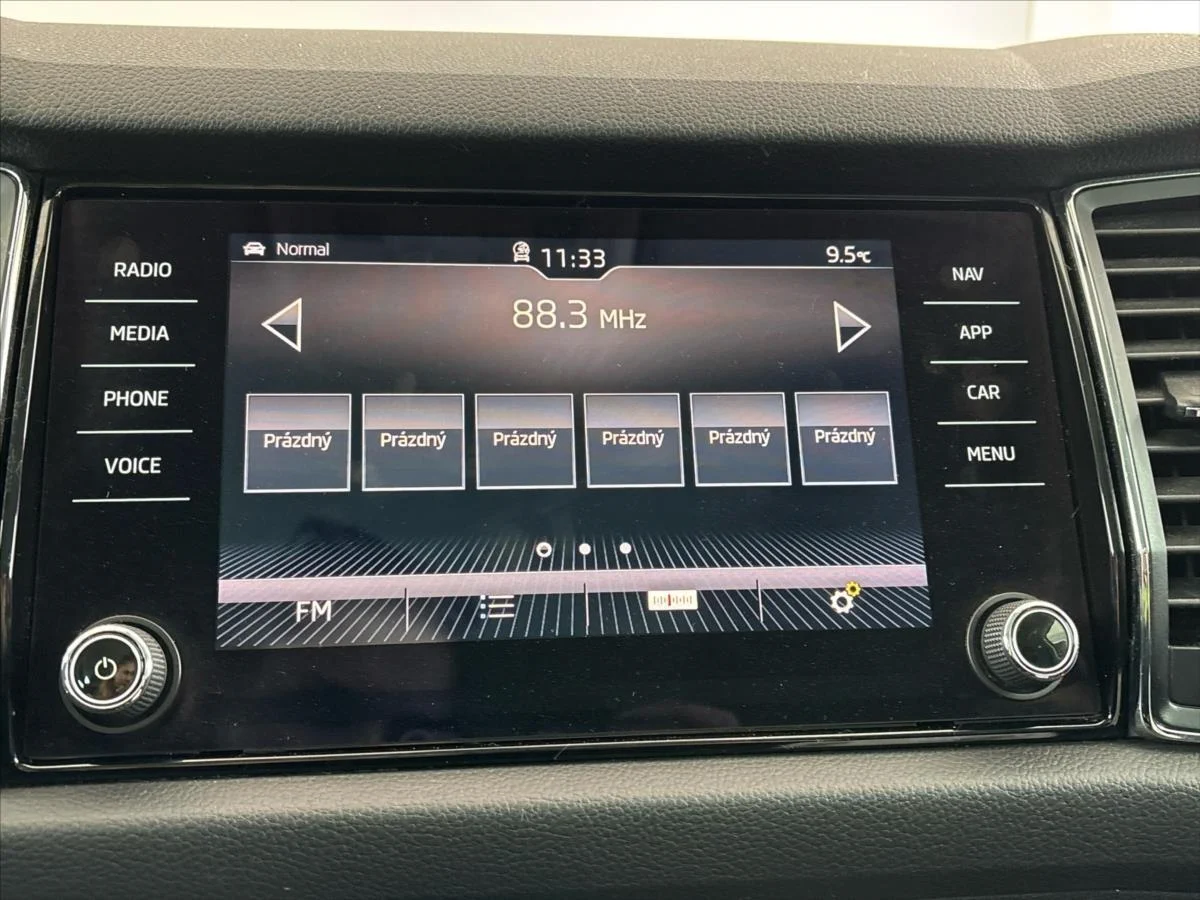 Normal
11:33
9.5°C
88.3 MHz
RADIO
MEDIA
PHONE
VOICE
NAV
APP
CAR
MENU
Prázdný
Prázdný
Prázdný
Prázdný
Prázdný
Prázdný
FM